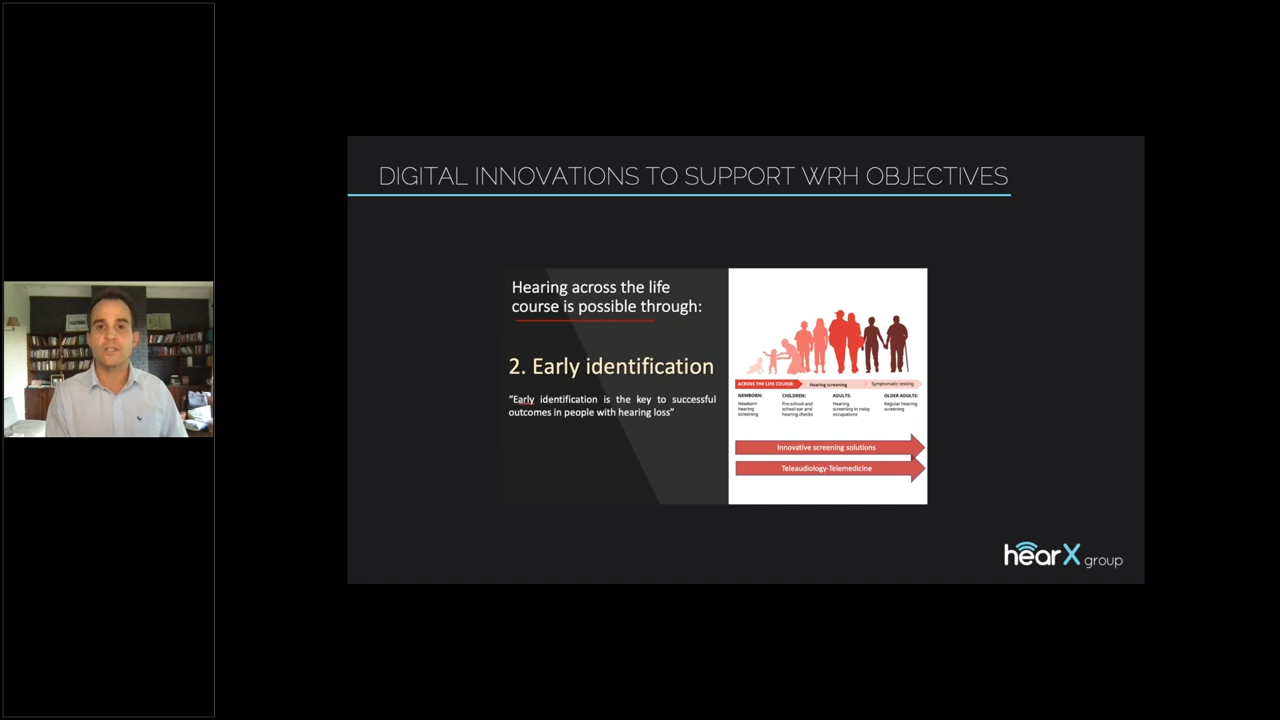 DIGITAL INNOVATIONS TO SUPPORT WRH OBJECTIVES
Hearing across the life
course is possible through:
2. Early identification
“Early identification is the key to successful
outcomes in people with hearing loss”
ACROSS THE LIFE COURSE:
Hearing screening
Symptomatic testing
NEWBORN:
Newborn
hearing
screening
CHILDREN:
Pre-school and
school ear and
hearing checks
ADULTS:
Hearing
screening in noisy
occupations
OLDER ADULTS:
Regular hearing
screening
Innovative screening solutions
Teleaudiology-Telemedicine
hearX group